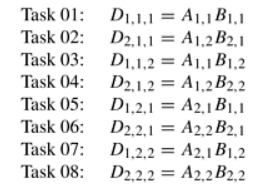 Task 01: D1,1,1 = A1,1B1,1
Task 02: D2,1,1 = A1,2B2,1
Task 03: D1,1,2 = A1,1B1,2
Task 04: D2,1,2 = A1,2B2,2
Task 05: D1,2,1 = A2,1B1,1
Task 06: D2,2,1 = A2,2B2,1
Task 07: D1,2,2 = A2,1B1,2
Task 08: D2,2,2 = A2,2B2,2